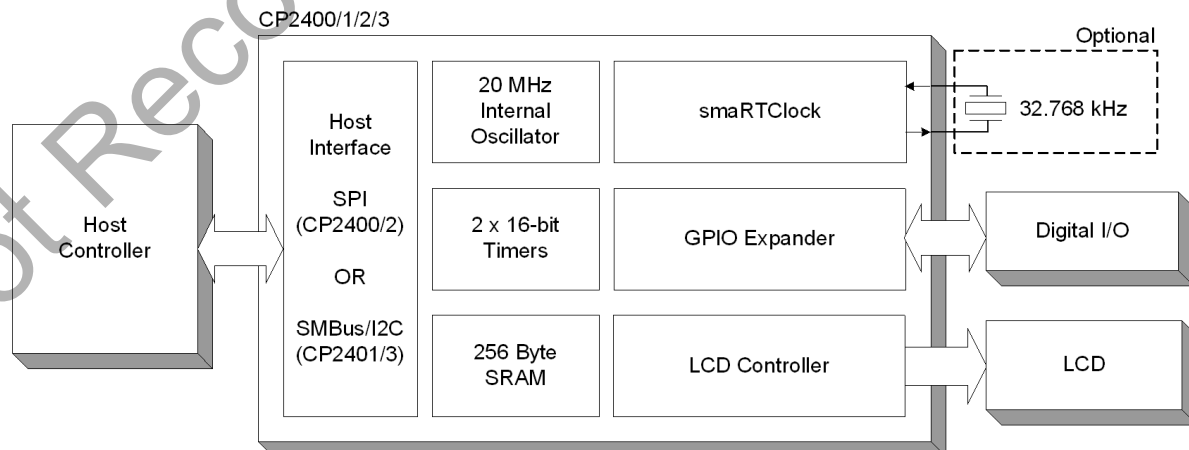 CP2400/1/2/3
Optional
Host
Controller
Host
Interface
SPI
(CP2400/2)
OR
SMBus/I2C
(CP2401/3)
20 MHz
Internal
Oscillator
smaRTClock
32.768 kHz
2 x 16-bit
Timers
GPIO Expander
Digital I/O
256 Byte
SRAM
LCD Controller
LCD